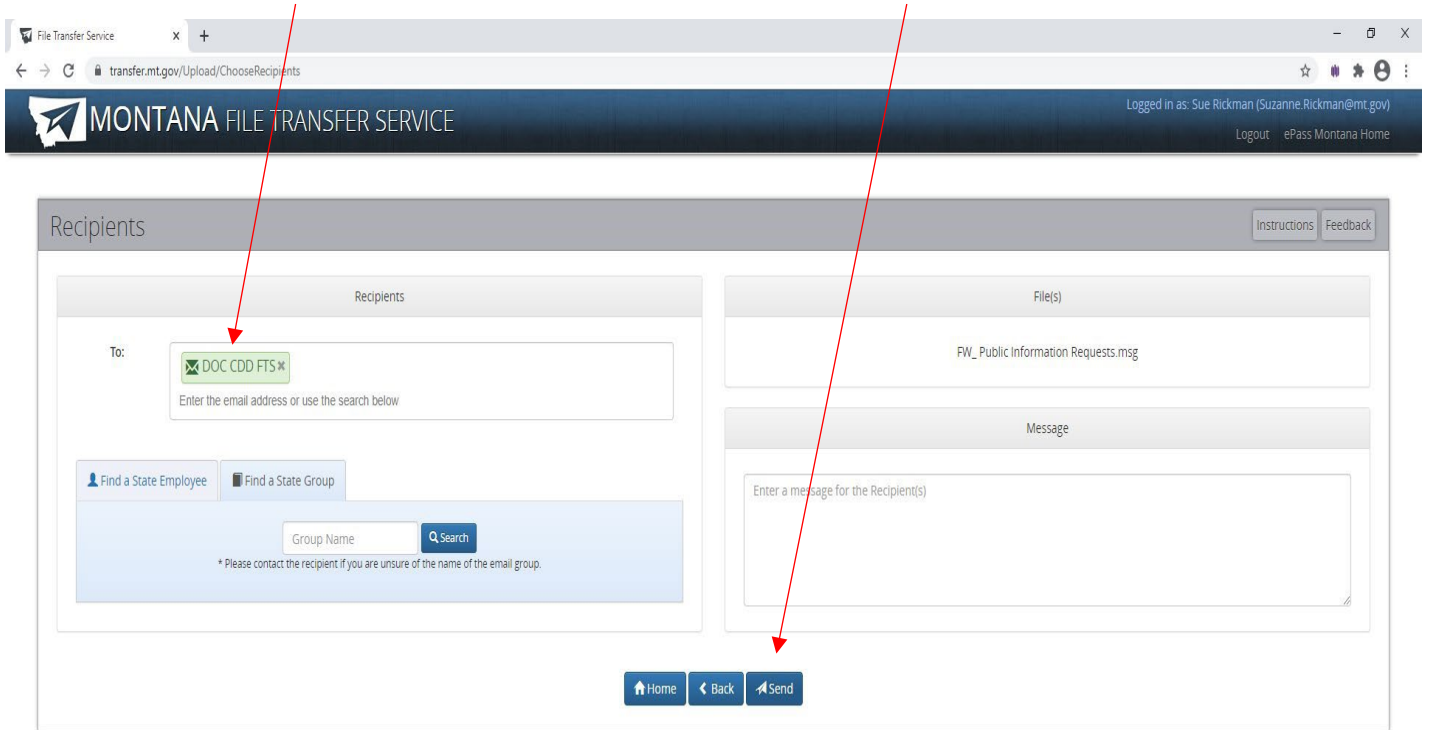 File Transfer Service x +
transfer.mt.gov/Upload/ChooseRecipients
MONTANA FILE TRANSFER SERVICE
Logged in as: Sue Rickman (Suzanne.Rickman@mt.gov)
Logout ePass Montana Home
Recipients
Instructions Feedback
Recipients
To:
DOC CDD FTS
Enter the email address or use the search below
Find a State Employee Find a State Group
Group Name Search
* Please contact the recipient if you are unsure of the name of the email group.
File(s)
FW_ Public Information Requests.msg
Message
Enter a message for the Recipient(s)
Home Back Send